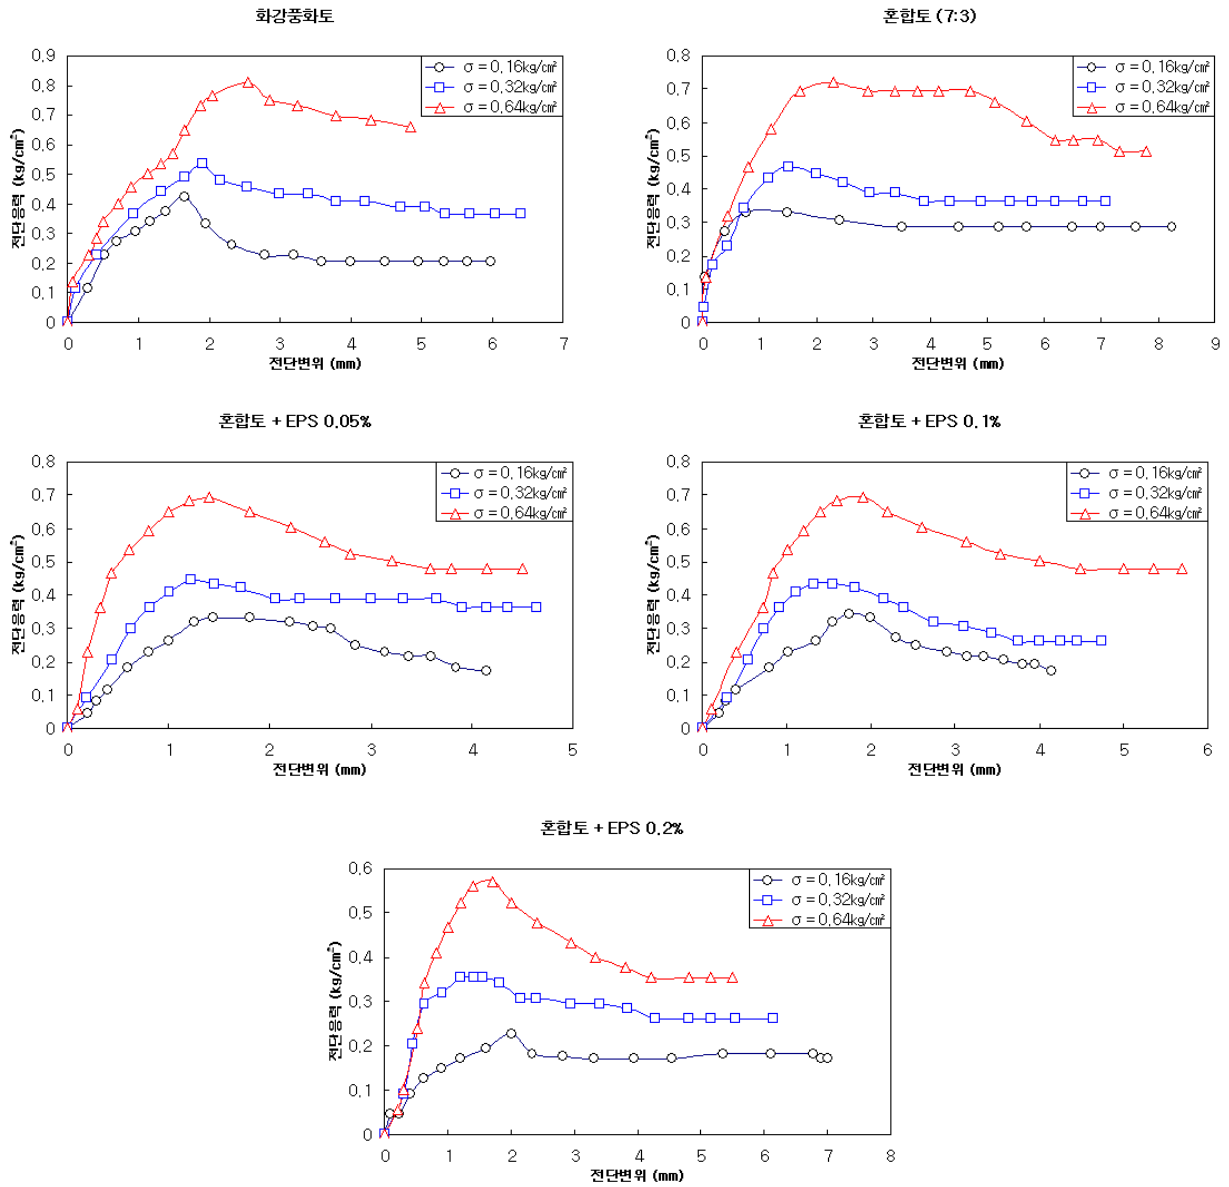 화강풍화토
전단응력 (kg/cm²)
0.9
0.8
0.7
0.6
0.5
0.4
0.3
0.2
0.1
0
0 1 2 3 4 5 6 7
전단변위 (mm)
σ = 0.16kg/㎠
σ = 0.32kg/㎠
σ = 0.64kg/㎠
혼합토 (7:3)
전단응력 (kg/cm²)
0.8
0.7
0.6
0.5
0.4
0.3
0.2
0.1
0
0 1 2 3 4 5 6 7 8 9
전단변위 (mm)
σ = 0.16kg/㎠
σ = 0.32kg/㎠
σ = 0.64kg/㎠
혼합토 + EPS 0.05%
전단응력 (kg/cm²)
0.8
0.7
0.6
0.5
0.4
0.3
0.2
0.1
0
0 1 2 3 4 5
전단변위 (mm)
σ = 0.16kg/㎠
σ = 0.32kg/㎠
σ = 0.64kg/㎠
혼합토 + EPS 0.1%
전단응력 (kg/cm²)
0.8
0.7
0.6
0.5
0.4
0.3
0.2
0.1
0
0 1 2 3 4 5 6
전단변위 (mm)
σ = 0.16kg/㎠
σ = 0.32kg/㎠
σ = 0.64kg/㎠
혼합토 + EPS 0.2%
전단응력 (kg/cm²)
0.6
0.5
0.4
0.3
0.2
0.1
0
0 1 2 3 4 5 6 7 8
전단변위 (mm)
σ = 0.16kg/㎠
σ = 0.32kg/㎠
σ = 0.64kg/㎠